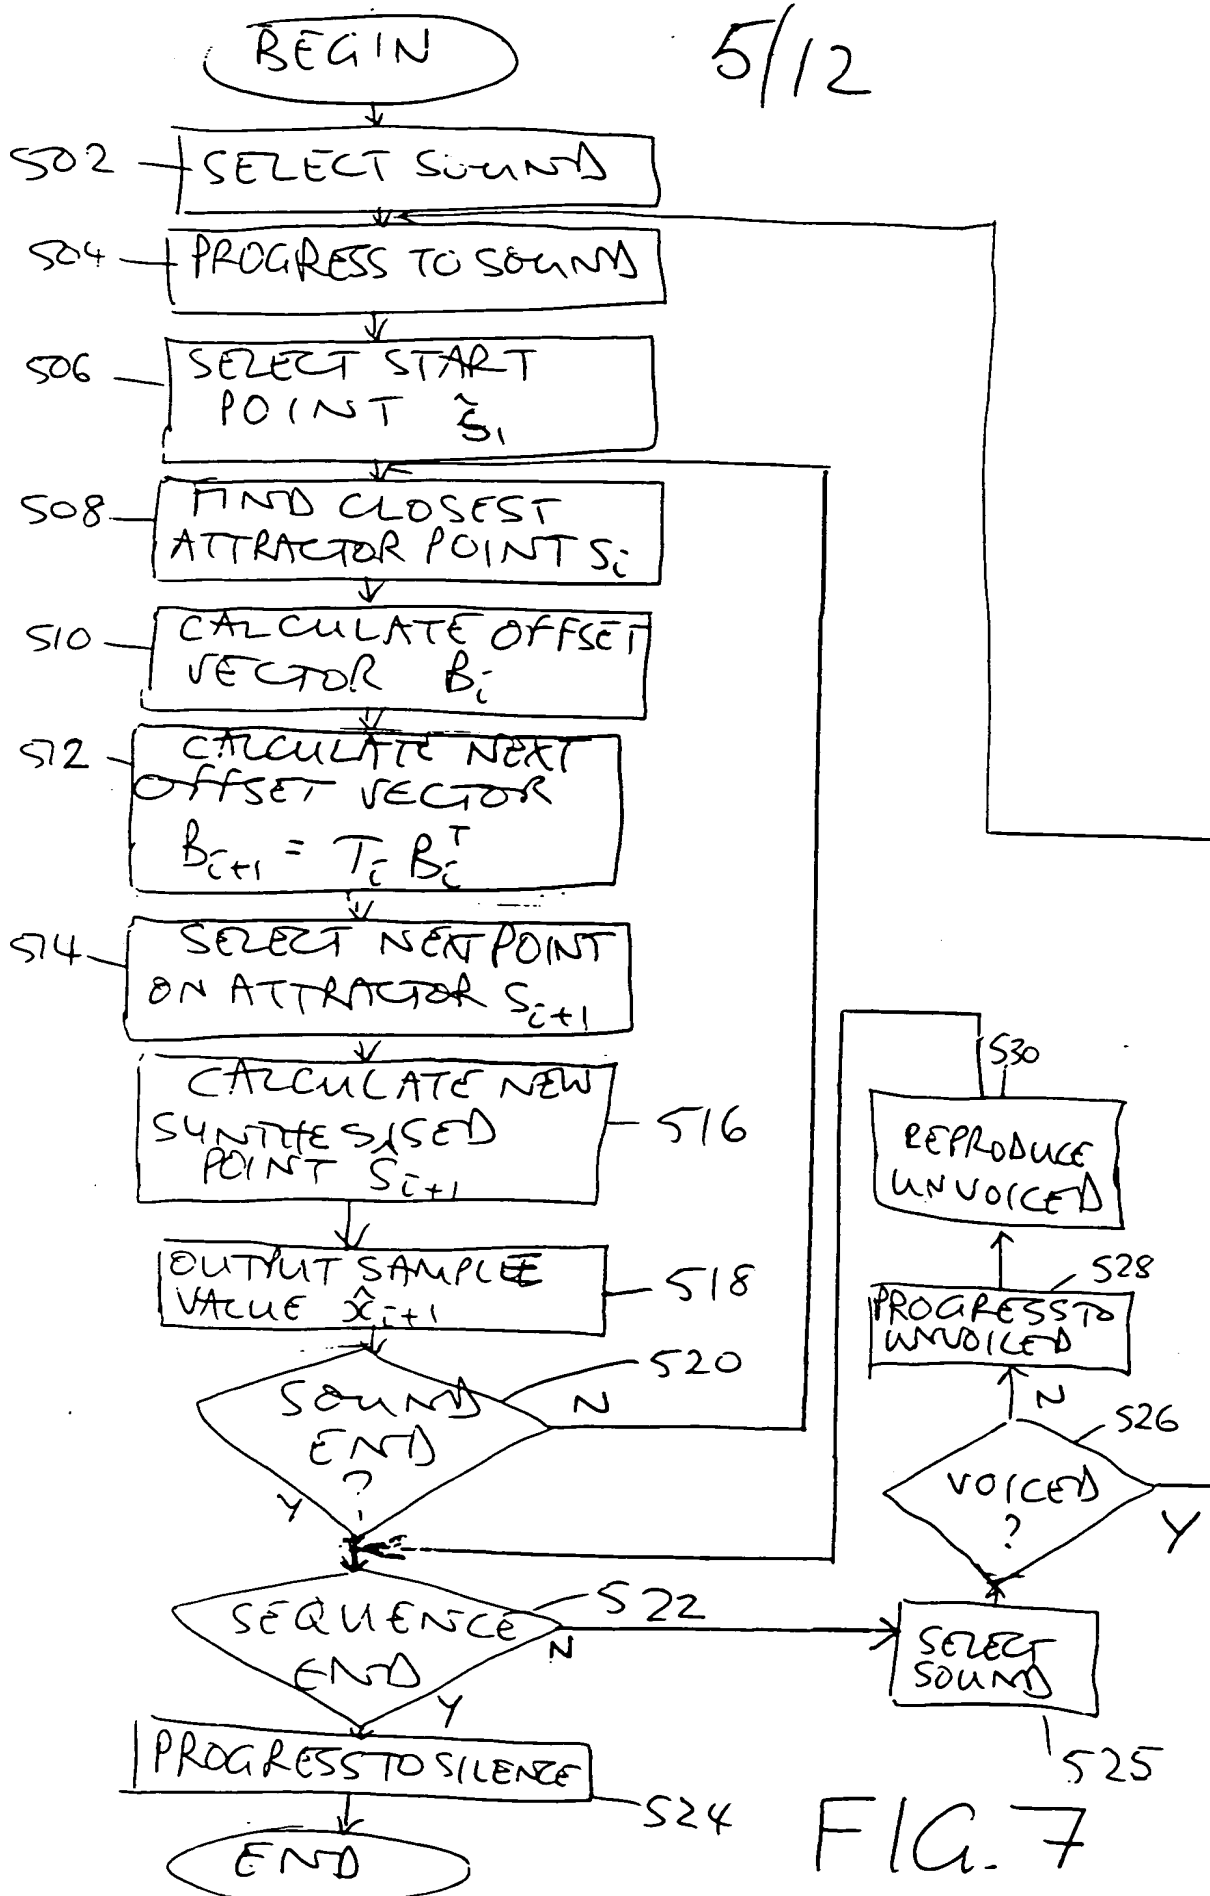 5/12
BEGIN
502
SELECT SOUND
504
PROGRESS TO SOUND
506
SELECT START
POINT s̃₁
508
FIND CLOSEST
ATTRACTOR POINT Sᵢ
510
CALCULATE OFFSET
VECTOR Bᵢ
512
CALCULATE NEXT
OFFSET VECTOR
Bᵢ₊₁ = Tᵢ Bᵢᵀ
514
SELECT NEXT POINT
ON ATTRACTOR Sᵢ₊₁
CALCULATE NEW
SYNTHESISED
POINT Ŝᵢ₊₁
516
OUTPUT SAMPLE
VALUE x̂ᵢ₊₁
518
SOUND
END
?
520
N
Y
SEQUENCE
END
522
N
Y
PROGRESS TO SILENCE
524
END
530
REPRODUCE
UNVOICED
528
PROGRESS TO
UNVOICED
N
526
VOICED
?
Y
SELECT
SOUND
525
FIG. 7